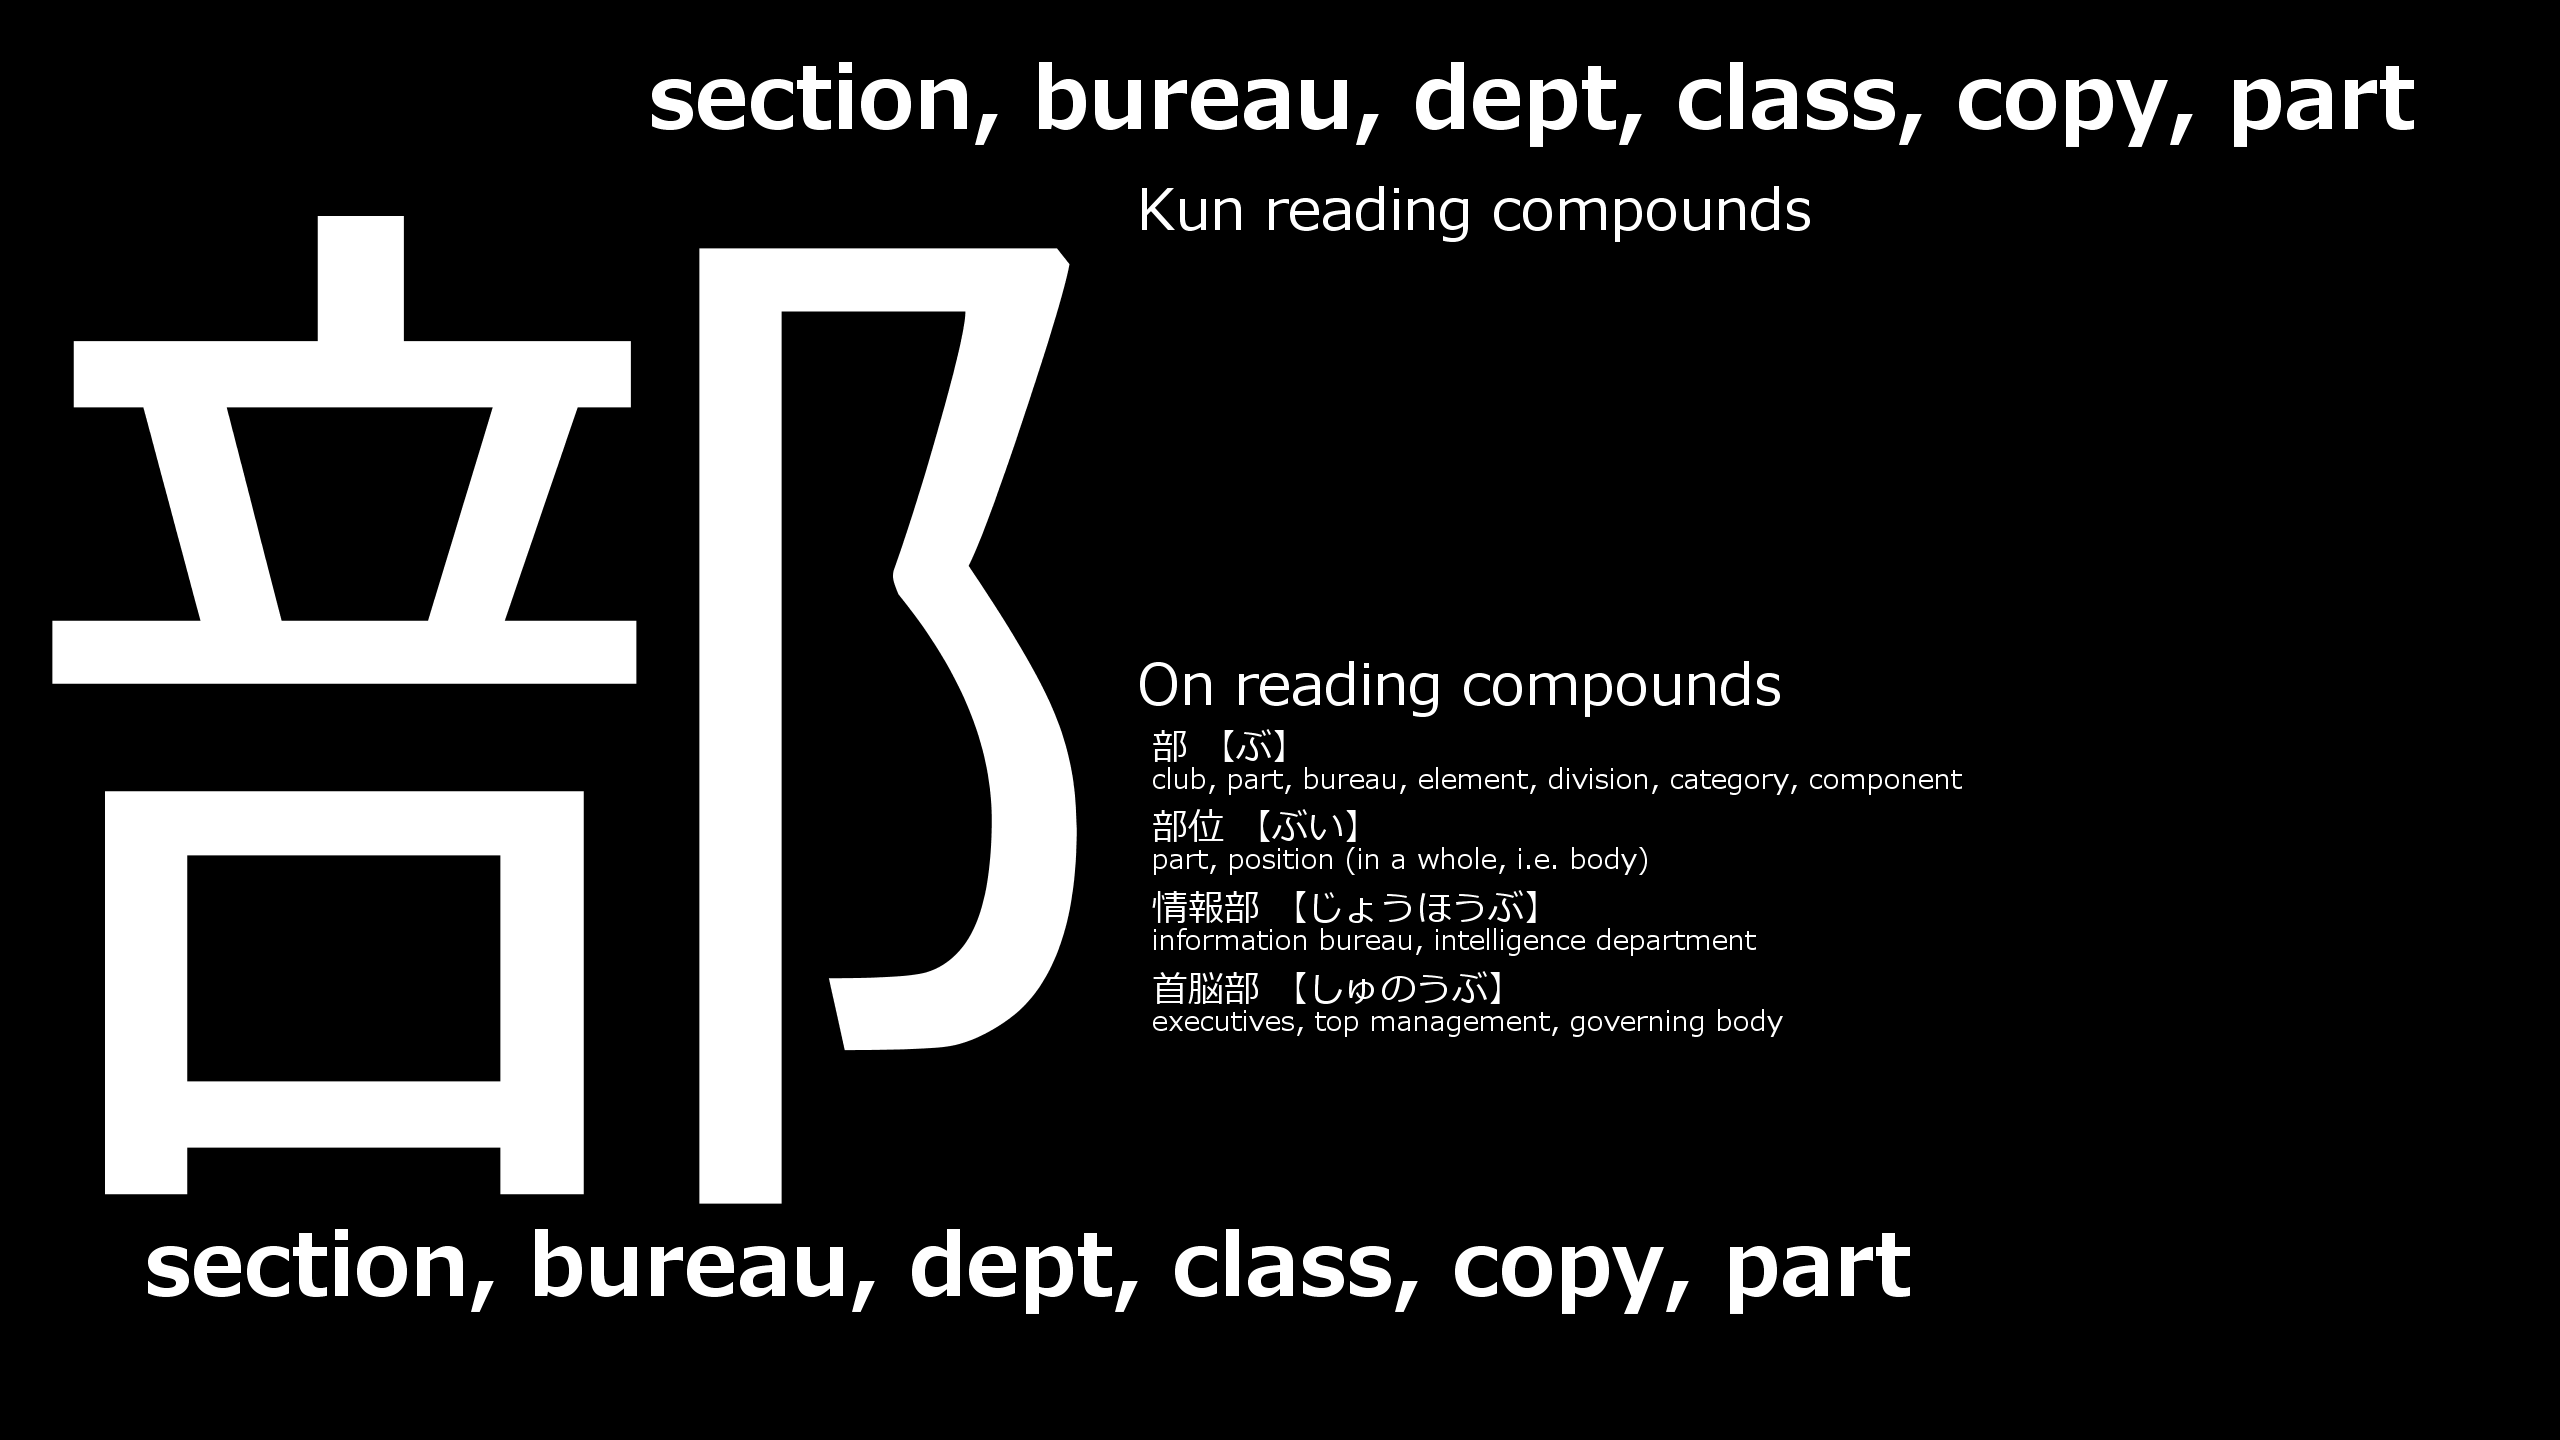 section, bureau, dept, class, copy, part
部
Kun reading compounds
On reading compounds
部 【ぶ】
club, part, bureau, element, division, category, component
部位 【ぶい】
part, position (in a whole, i.e. body)
情報部 【じょうほうぶ】
information bureau, intelligence department
首脳部 【しゅのうぶ】
executives, top management, governing body
section, bureau, dept, class, copy, part